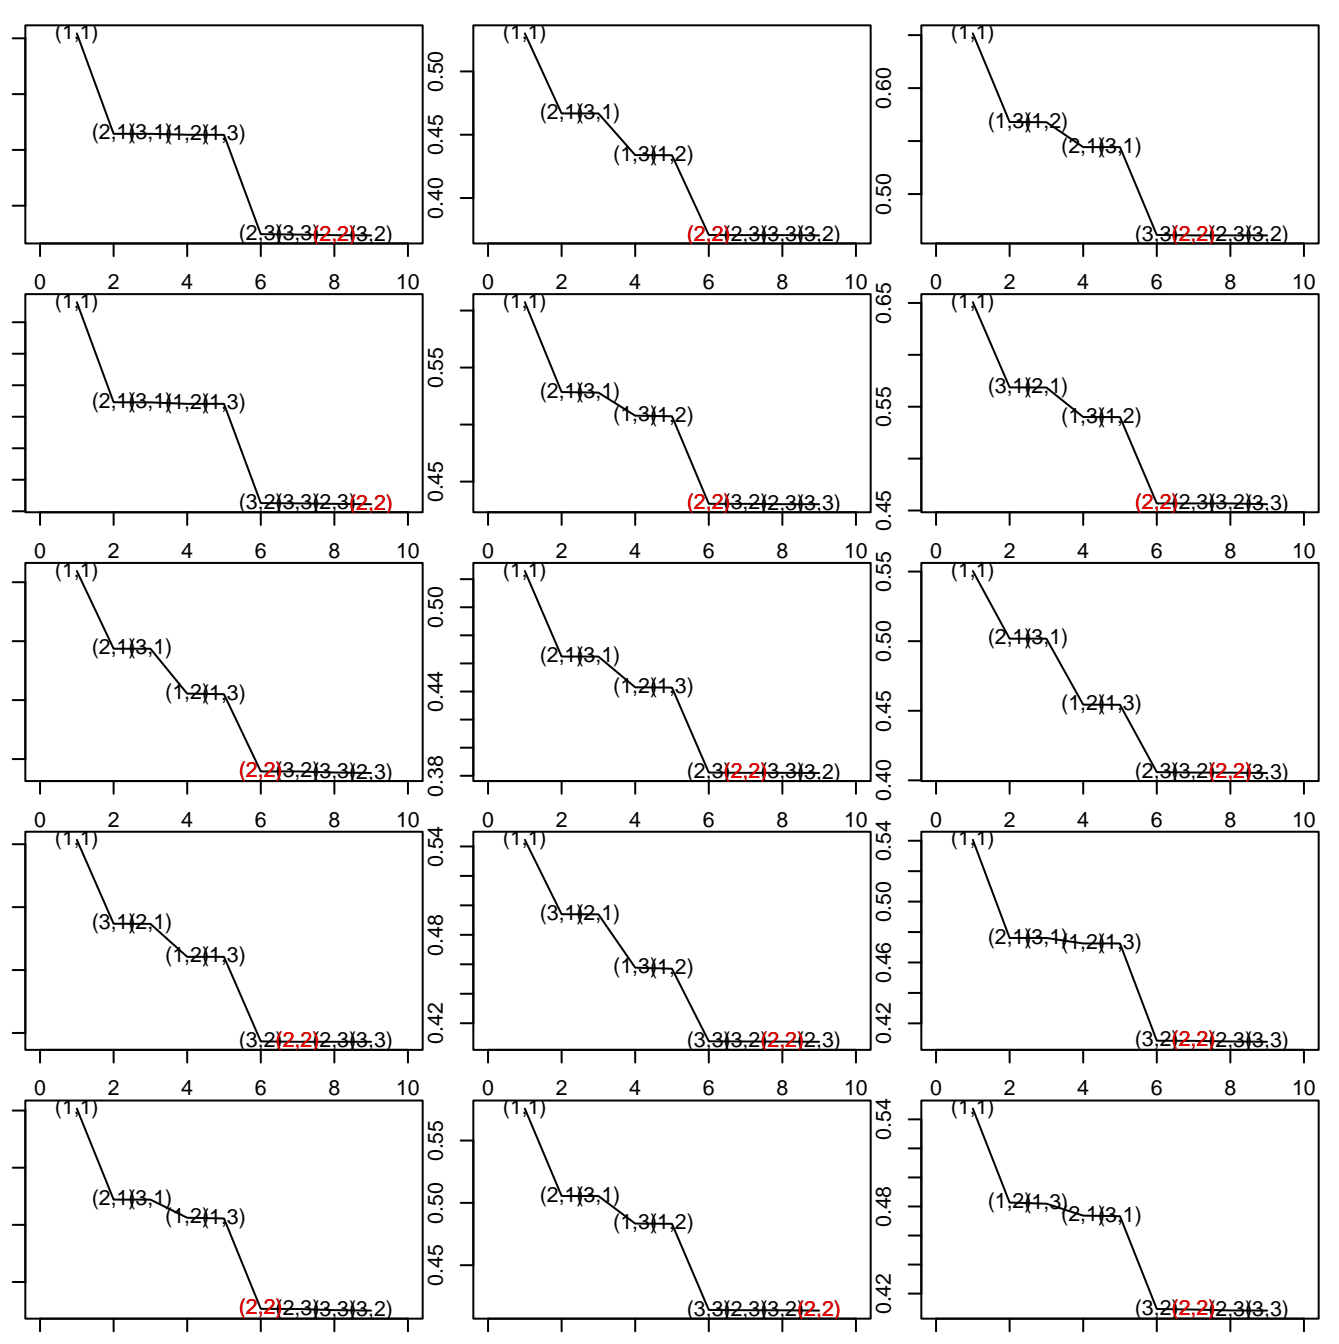 (1,1) (1,1) (1,1)
0.50 0.60
(2,1) (3,1) (1,2) (1,3) (2,1) (3,1) (1,3) (1,2)
0.45 (1,3) (1,2) (2,1) (3,1)
0.40 0.50
(2,3) (3,3) (2,2) (3,2) (2,2) (2,3) (3,3) (3,2) (3,3) (2,2) (2,3) (3,2)
0 2 4 6 8 10 0 2 4 6 8 10 0 2 4 6 8 10
(1,1) (1,1) 0.65 (1,1)
0.55
(2,1) (3,1) (1,2) (1,3) (2,1) (3,1) (3,1) (2,1)
(1,3) (1,2) 0.55 (1,3) (1,2)
0.45
(3,2) (3,3) (2,3) (2,2) (2,2) (3,2) (2,3) (3,3) 0.45 (2,2) (2,3) (3,2) (3,3)
0 2 4 6 8 10 0 2 4 6 8 10 0 2 4 6 8 10
(1,1) (1,1) 0.55 (1,1)
0.50
(2,1) (3,1) (2,1) (3,1) 0.50 (2,1) (3,1)
(1,2) (1,3) 0.44 (1,2) (1,3) 0.45 (1,2) (1,3)
(2,2) (3,2) (3,3) (2,3) 0.38 (2,3) (2,2) (3,3) (3,2) 0.40 (2,3) (3,2) (2,2) (3,3)
0 2 4 6 8 10 0 2 4 6 8 10 0 2 4 6 8 10
(1,1) 0.54 (1,1) 0.54 (1,1)
0.50
(3,1) (2,1) 0.48 (3,1) (2,1) (2,1) (3,1) (1,2) (1,3)
(1,2) (1,3) (1,3) (1,2) 0.46
0.42 0.42
(3,2) (2,2) (2,3) (3,3) (3,3) (3,2) (2,2) (2,3) (3,2) (2,2) (2,3) (3,3)
0 2 4 6 8 10 0 2 4 6 8 10 0 2 4 6 8 10
(1,1) (1,1) 0.54 (1,1)
0.55
(2,1) (3,1) 0.50 (2,1) (3,1) 0.48 (1,2) (1,3)
(1,2) (1,3) (1,3) (1,2) (2,1) (3,1)
0.45 0.42
(2,2) (2,3) (3,3) (3,2) (3,3) (2,3) (3,2) (2,2) (3,2) (2,2) (2,3) (3,3)